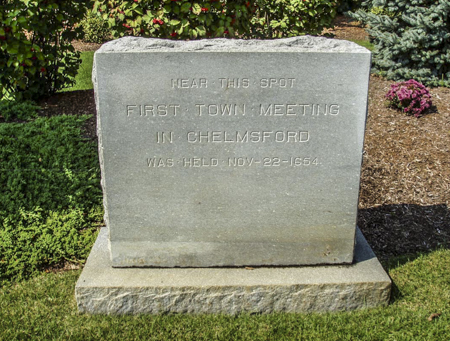 NEAR THIS SPOT
FIRST TOWN MEETING
IN CHELMSFORD
WAS HELD NOV-22-1654